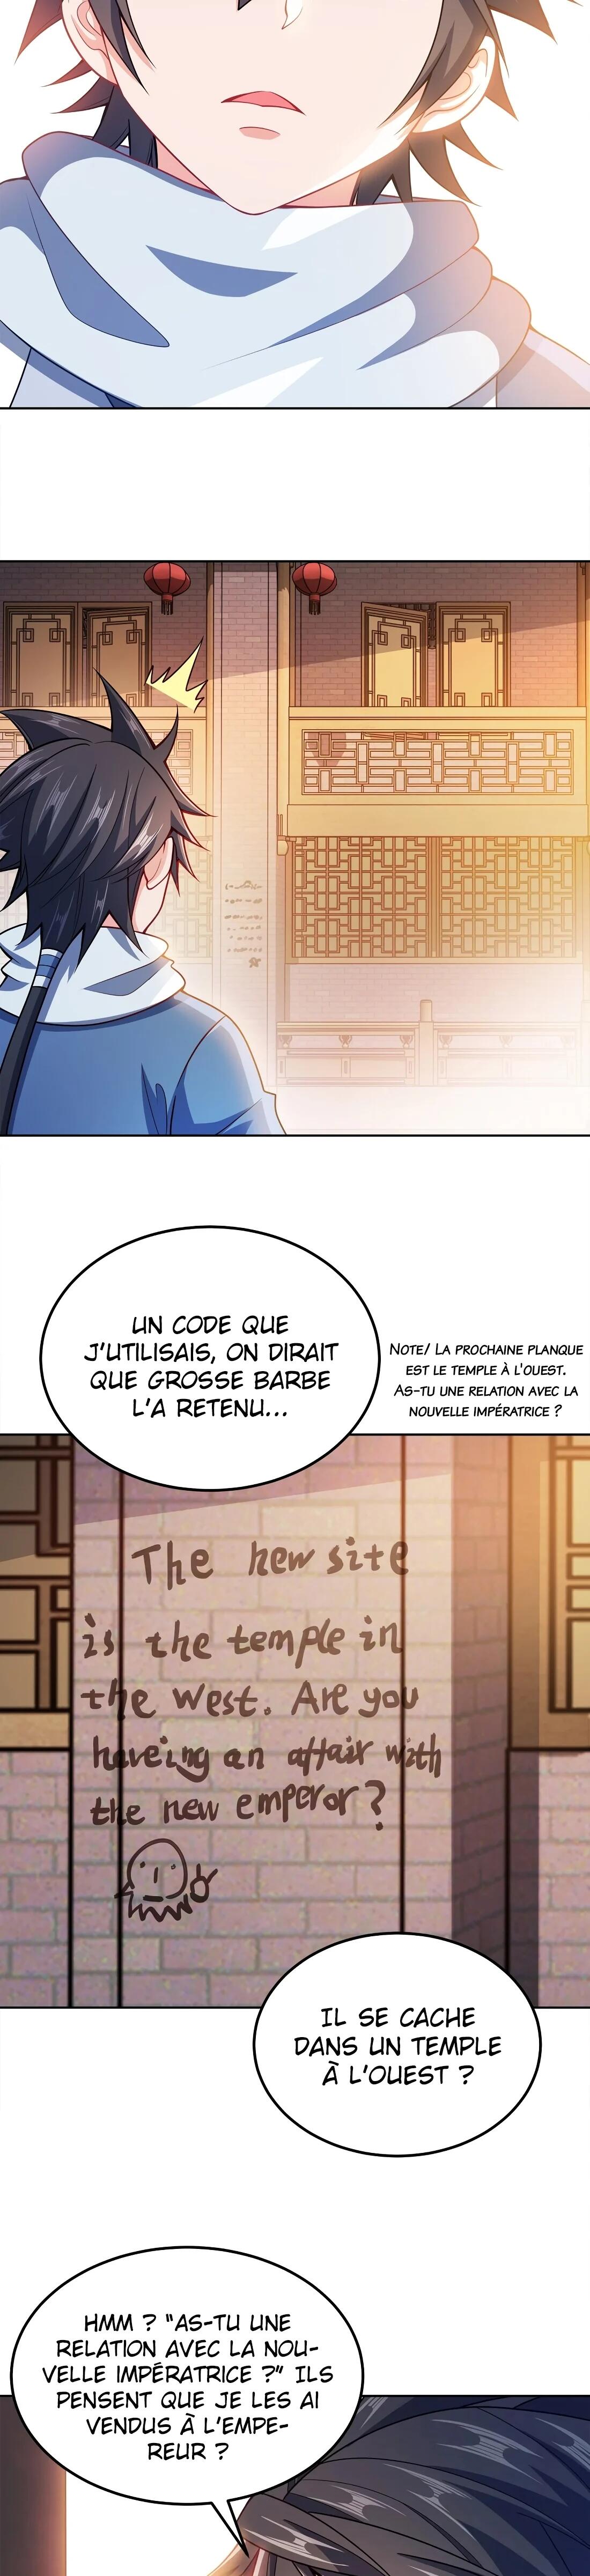 UN CODE QUE
J'UTILISAIS, ON DIRAIT
QUE GROSSE BARBE
L'A RETENU...
NOTE/ LA PROCHAINE PLANQUE
EST LE TEMPLE À L'OUEST.
AS-TU UNE RELATION AVEC LA
NOUVELLE IMPÉRATRICE ?
The new site
is the temple in
the west. Are you
haveing an affair with
the new emperor?
IL SE CACHE
DANS UN TEMPLE
À L'OUEST ?
HMM ? "AS-TU UNE
RELATION AVEC LA NOU-
VELLE IMPÉRATRICE ?" ILS
PENSENT QUE JE LES AI
VENDUS À L'EMPE-
REUR ?